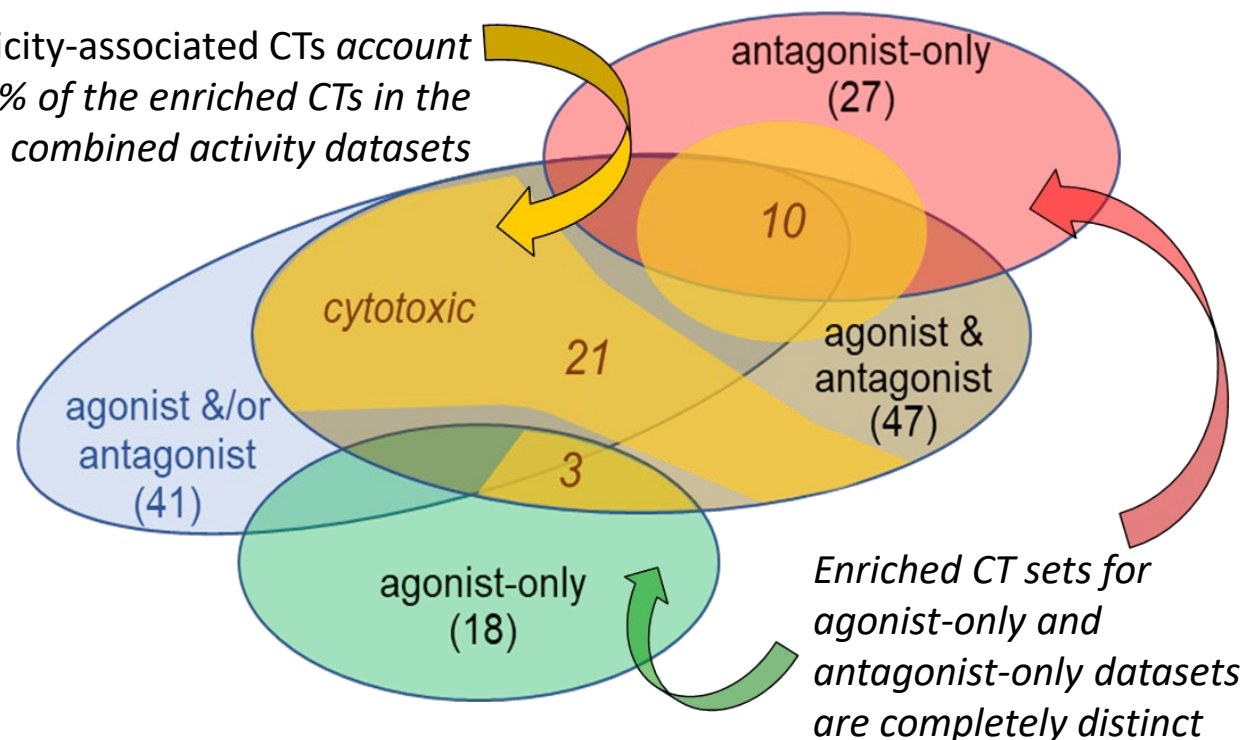 icity-associated CTs account
% of the enriched CTs in the
combined activity datasets
antagonist-only
(27)
10
cytotoxic
21
agonist &
antagonist
(47)
agonist &/or
antagonist
(41)
3
agonist-only
(18)
Enriched CT sets for
agonist-only and
antagonist-only datasets
are completely distinct